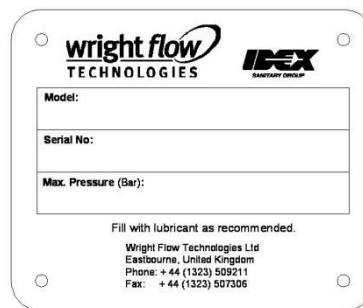 wright flow
TECHNOLOGIES
IDEX
SANITARY GROUP
Model:
Serial No:
Max. Pressure (Bar):
Fill with lubricant as recommended.
Wright Flow Technologies Ltd
Eastbourne, United Kingdom
Phone: + 44 (1323) 509211
Fax: + 44 (1323) 507306